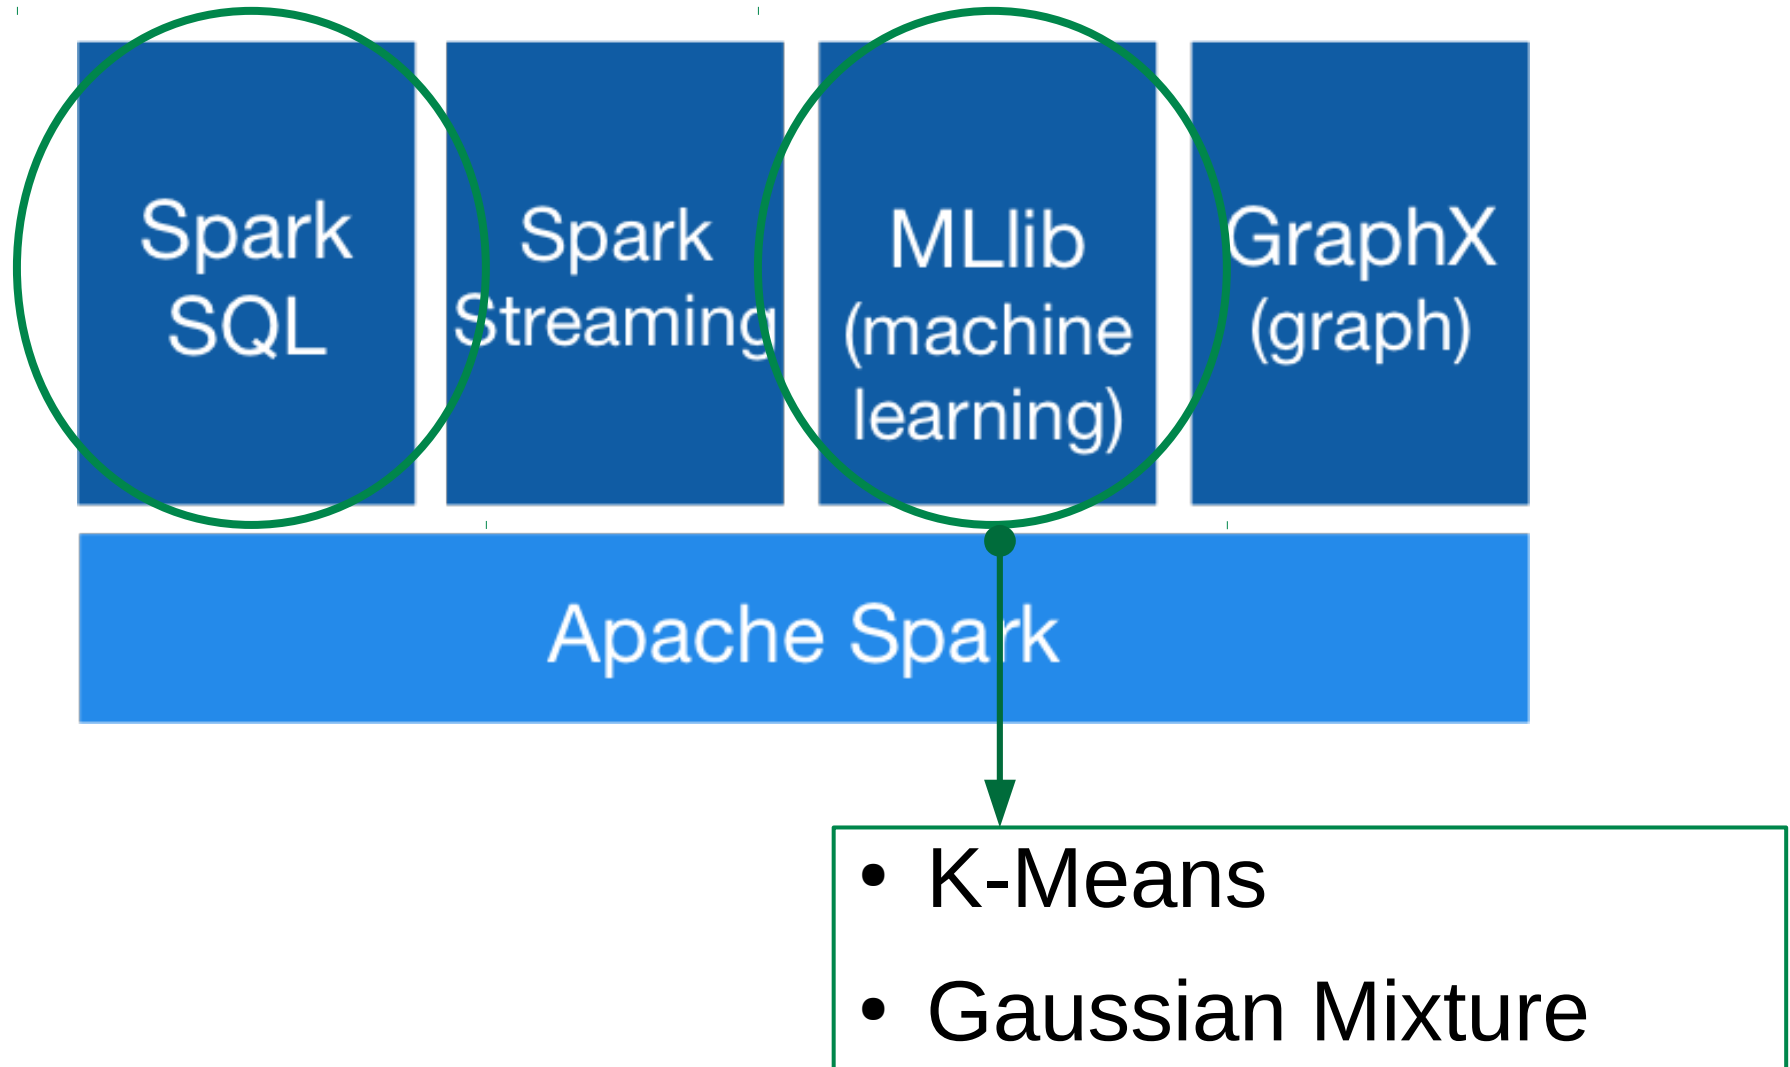 Spark
SQL
Spark
Streaming
MLlib
(machine
learning)
GraphX
(graph)
Apache Spark
• K-Means
• Gaussian Mixture